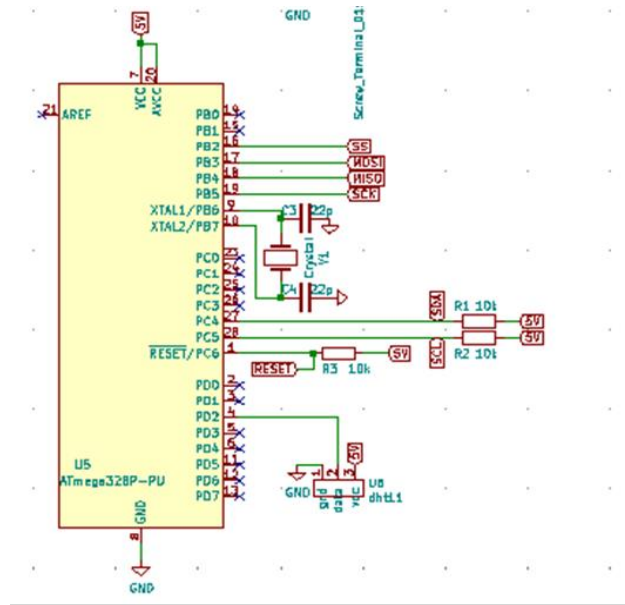 5V
GND
Screw_Terminal_01
7
20
VCC
AVCC
21 AREF
PB0 14
PB1 15
PB2 16
SS
PB3 17
MOSI
PB4 18
MISO
PB5 19
SCK
XTAL1/PB6 9
C3 22p
XTAL2/PB7 10
Crystal
Y1
PC0 23
PC1 24
PC2 25
C4 22p
PC3 26
PC4 27
SDA
R1 10k
5V
PC5 28
SCL
R2 10k
5V
RESET/PC6 1
RESET
R3 10k
5V
PD0 2
PD1 3
PD2 4
PD3 5
PD4 6
PD5 11
PD6 12
PD7 13
U5
ATmega328P-PU
GND
8
GND
GND
1
2
3
5V
gnd
data
vcc
U8
dht11